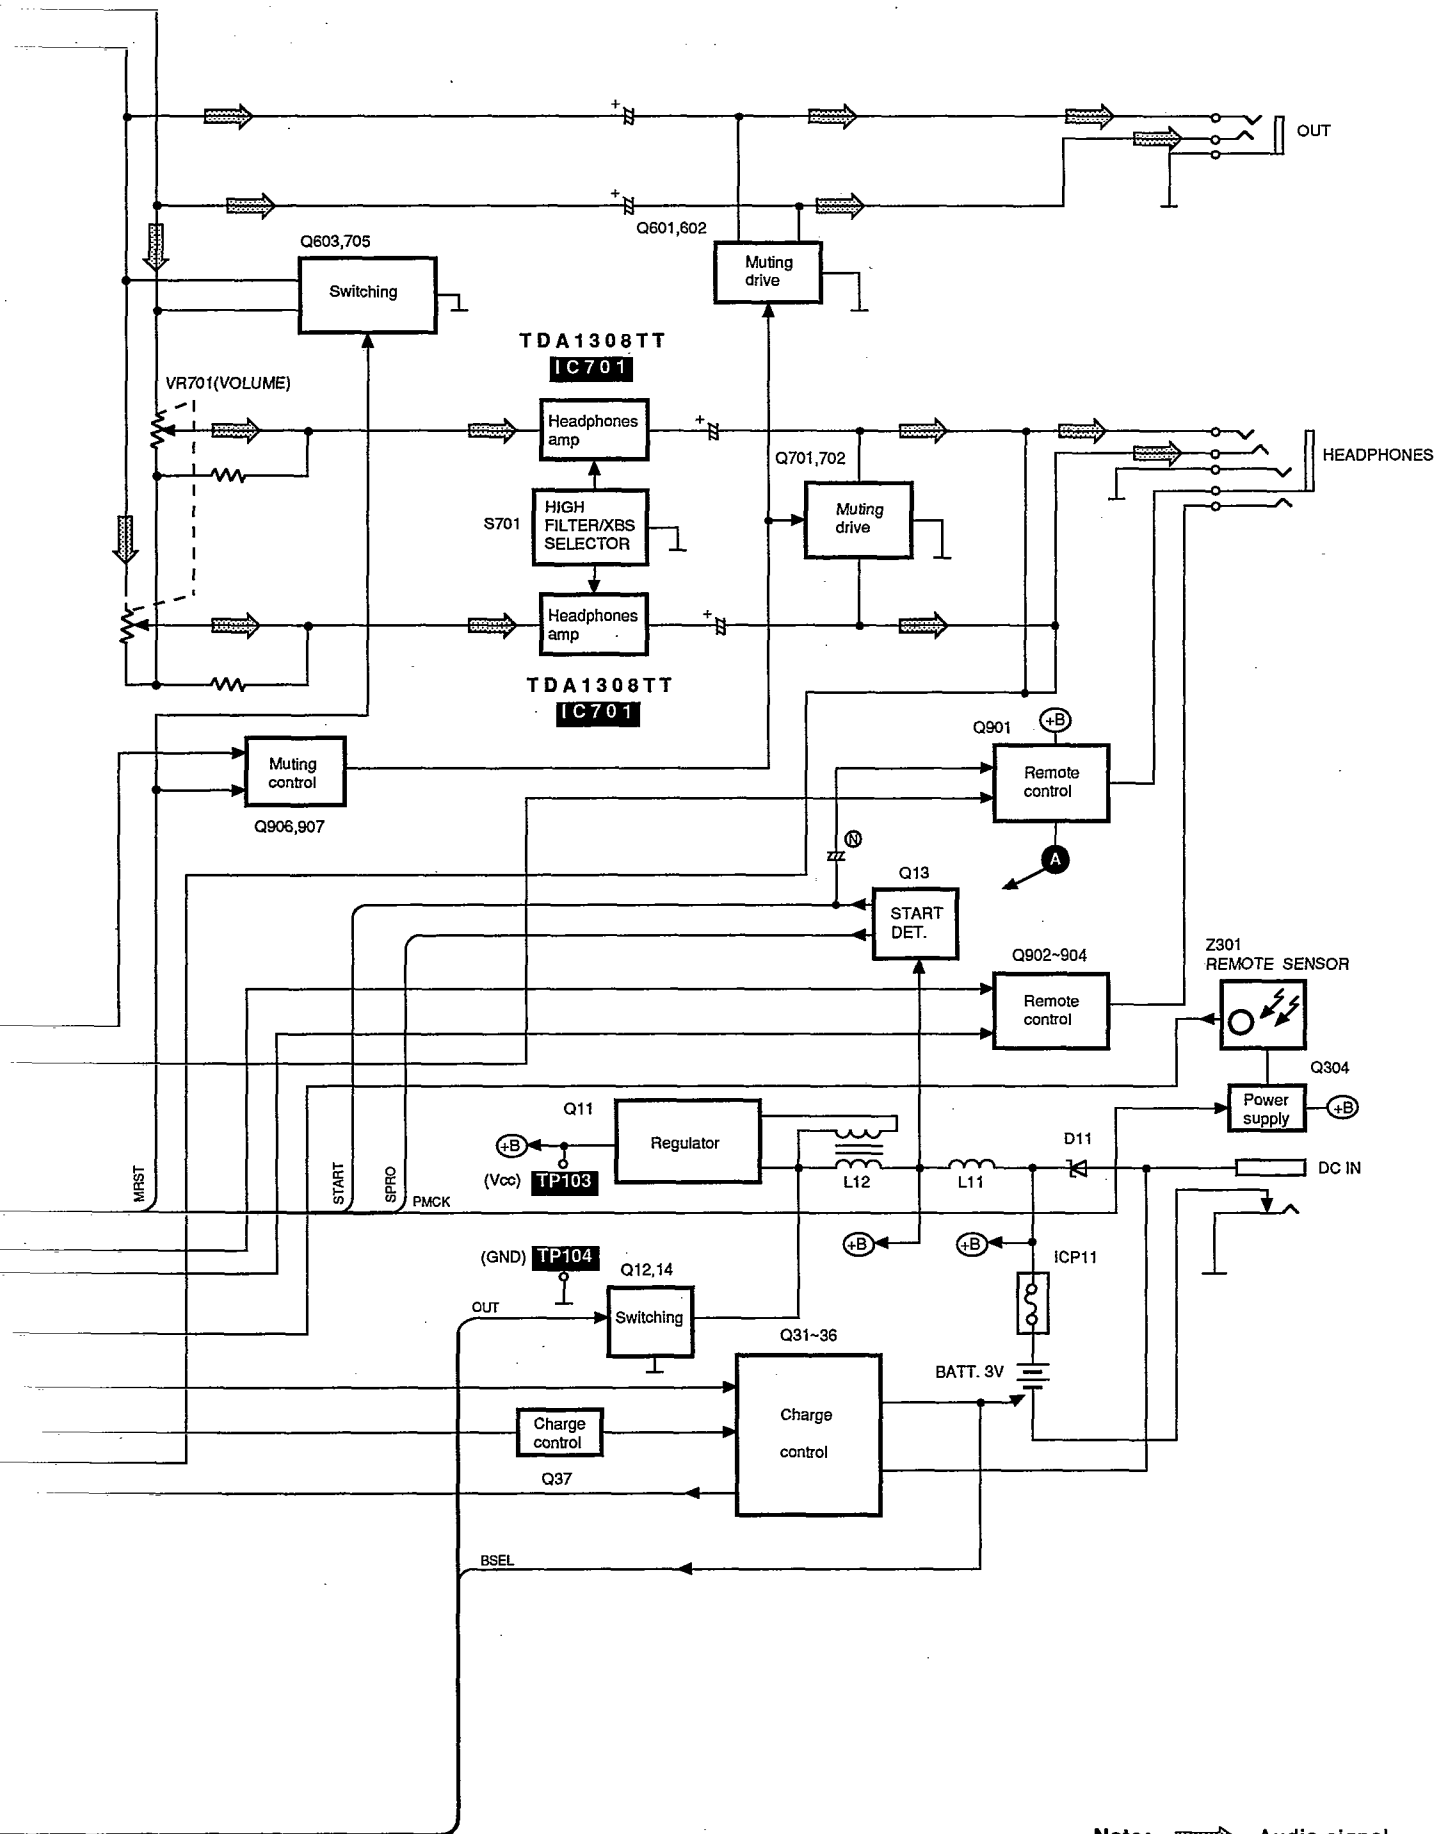 OUT
+
+
Q601,602
Q603,705
Muting
drive
Switching
TDA1308TT
IC701
VR701(VOLUME)
Headphones
amp
+
Q701,702
HEADPHONES
S701
HIGH
FILTER/XBS
SELECTOR
Muting
drive
Headphones
amp
+
TDA1308TT
IC701
Q901
+B
Muting
control
Remote
control
Q906,907
N
A
Q13
START
DET.
Q902~904
Z301
REMOTE SENSOR
Remote
control
Q304
Q11
Power
supply
+B
Regulator
+B
D11
MRST
START
SPRO
PMCK
(Vcc)
TP103
L12
L11
DC IN
+B
+B
(GND)
TP104
Q12,14
ICP11
OUT
Switching
Q31~36
BATT. 3V
Charge
control
Charge
control
Q37
BSEL